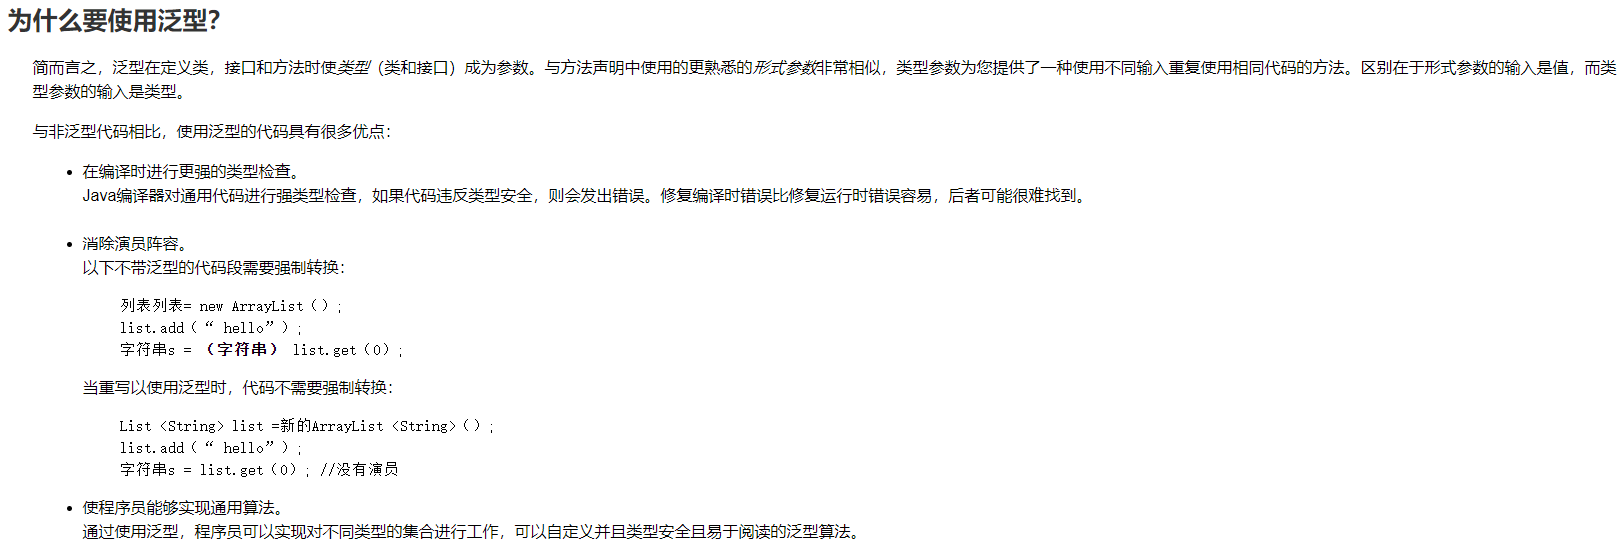 为什么要使用泛型？
简而言之，泛型在定义类，接口和方法时使类型（类和接口）成为参数。与方法声明中使用的更熟悉的形式参数非常相似，类型参数为您提供了一种使用不同输入重复使用相同代码的方法。区别在于形式参数的输入是值，而类
型参数的输入是类型。
与非泛型代码相比，使用泛型的代码具有很多优点：
• 在编译时进行更强的类型检查。
Java编译器对通用代码进行强类型检查，如果代码违反类型安全，则会发出错误。修复编译时错误比修复运行时错误容易，后者可能很难找到。
• 消除演员阵容。
以下不带泛型的代码段需要强制转换：
列表列表= new ArrayList（）;
list.add（“ hello”）;
字符串s = （字符串） list.get（0）;
当重写以使用泛型时，代码不需要强制转换：
List <String> list =新的ArrayList <String>（）;
list.add（“ hello”）;
字符串s = list.get（0）; //没有演员
• 使程序员能够实现通用算法。
通过使用泛型，程序员可以实现对不同类型的集合进行工作，可以自定义并且类型安全且易于阅读的泛型算法。